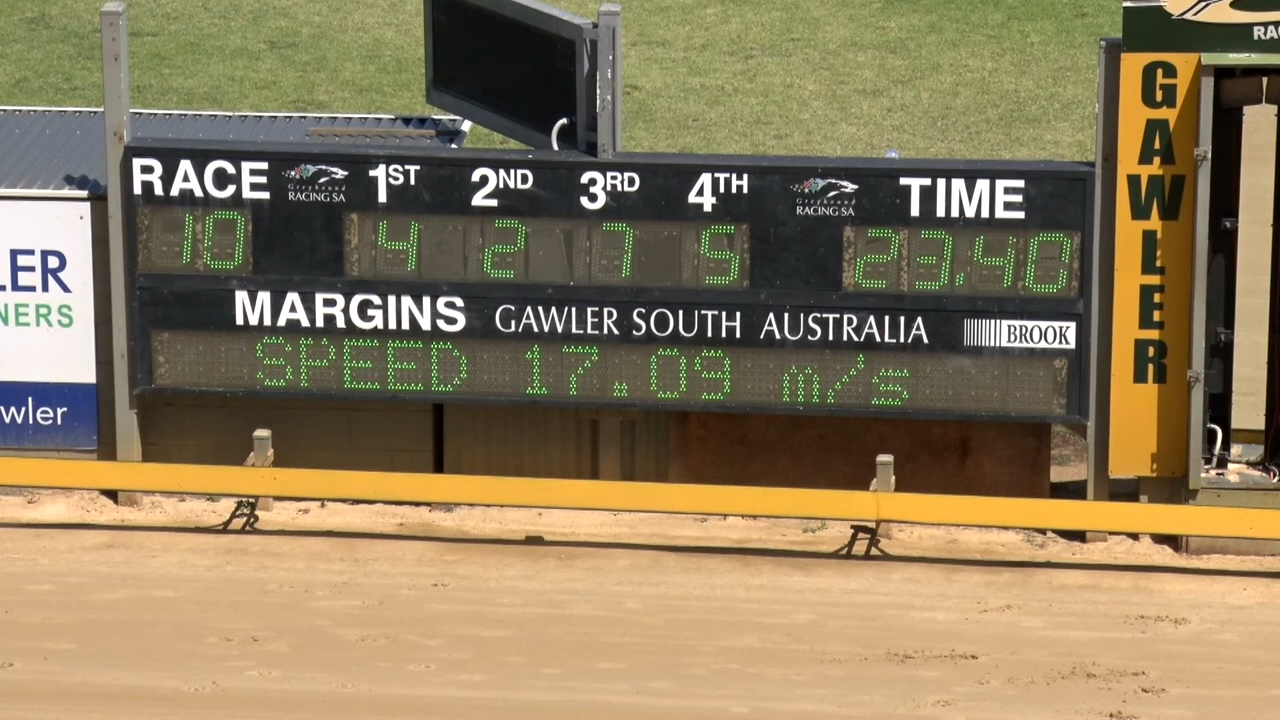 RACE Greyhound RACING SA 1ST 2ND 3RD 4TH Greyhound RACING SA TIME
10 4 2 7 5 23.40
MARGINS GAWLER SOUTH AUSTRALIA BROOK
SPEED 17.09 m/s
LER
NERS
wler
RA
GAWLER